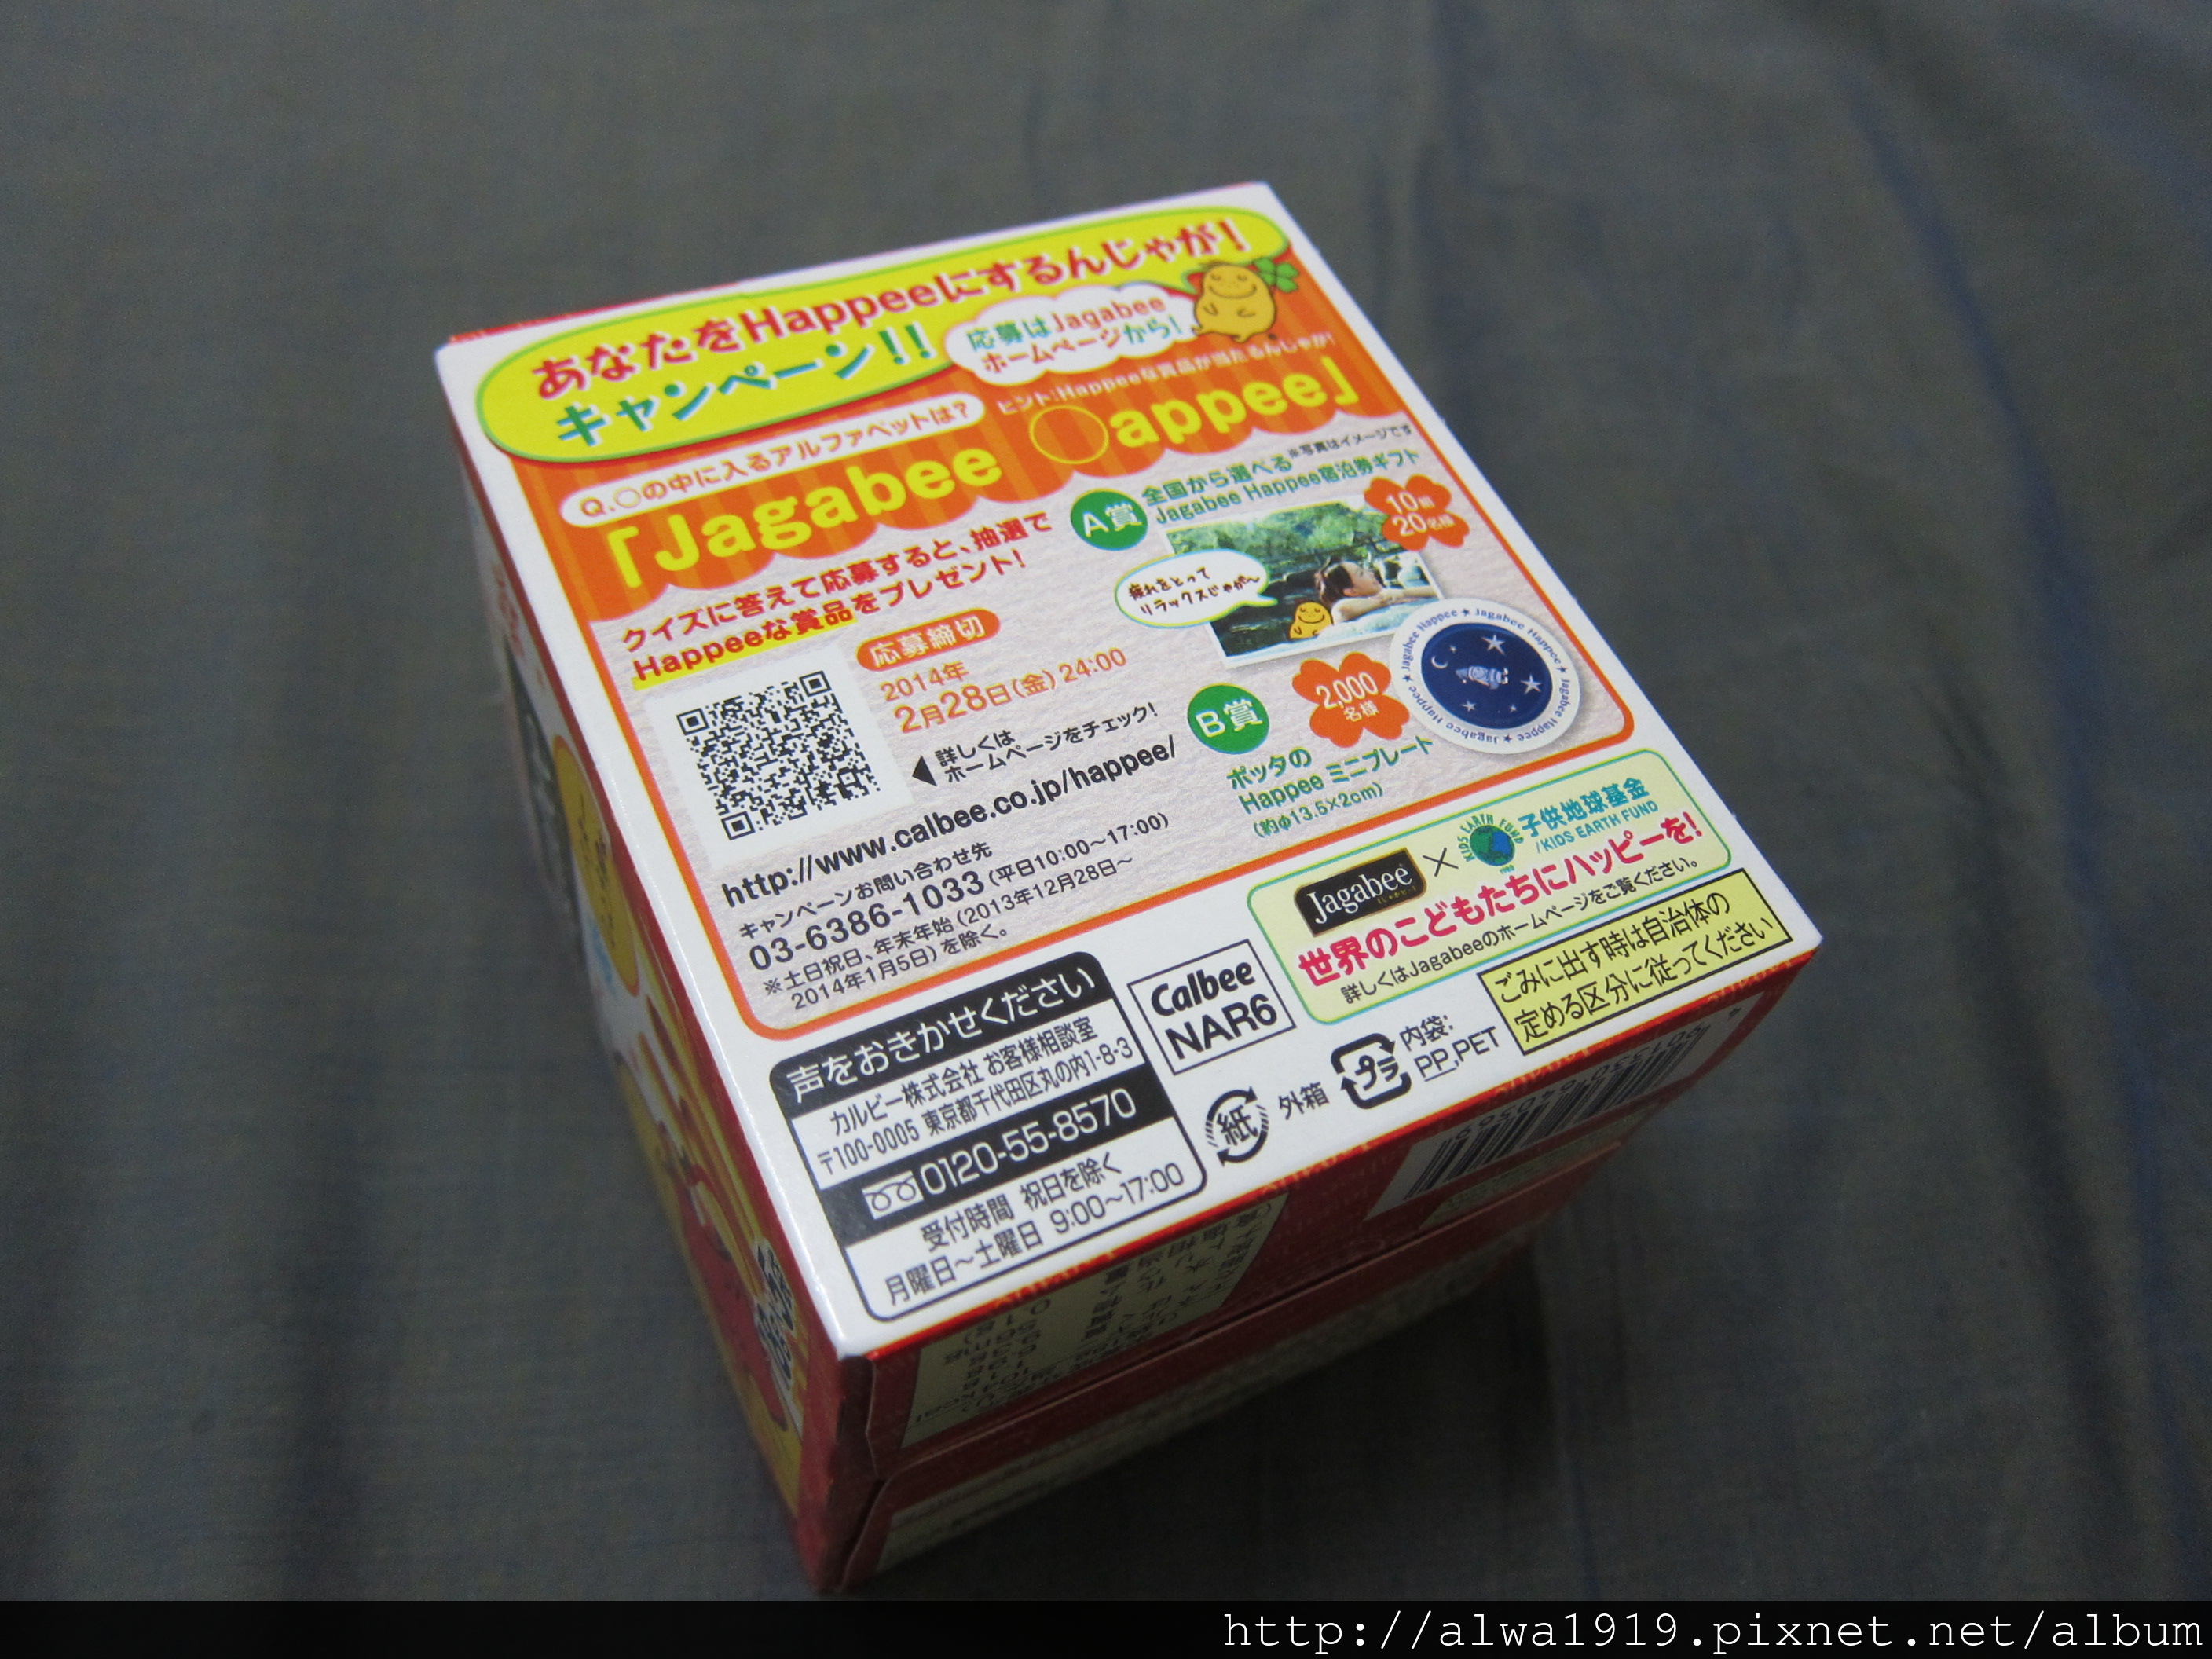 あなたをHappeeにするんじゃが！
キャンペーン!!
応募はJagabee
ホームページから!
Q.○の中に入るアルファベットは?
ヒント:Happeeな賞品が当たるんじゃが!
「Jagabee ○appee」
クイズに答えて応募すると、抽選で
Happeeな賞品をプレゼント!
応募締切
2014年
2月28日(金) 24:00
◀詳しくは
ホームページをチェック!
http://www.calbee.co.jp/happee/
キャンペーンお問い合わせ先
03-6386-1033(平日10:00〜17:00)
※土日祝日、年末年始(2013年12月28日〜
2014年1月5日)を除く。
※写真はイメージです
A賞
全国から選べる
Jagabee Happee宿泊券ギフト
10組
20名様
疲れをとって
リラックスじゃが〜
B賞
2,000
名様
ポッタの
Happee ミニプレート
(約φ13.5×2cm)
Jagabee Happee ★ Jagabee Happee ★ Jagabee Happee ★ Jagabee Happee ★
Jagabee × KIDS EARTH FUND 子供地球基金
/KIDS EARTH FUND
世界のこどもたちにハッピーを!
詳しくはJagabeeのホームページをご覧ください。
声をおきかせください
カルビー株式会社 お客様相談室
〒100-0005 東京都千代田区丸の内1-8-3
0120-55-8570
受付時間 祝日を除く
月曜日〜土曜日 9:00〜17:00
Calbee
NAR6
ごみに出す時は自治体の
定める区分に従ってください
紙 外箱
プラ 内袋:
PP,PET
http://alwa1919.pixnet.net/album